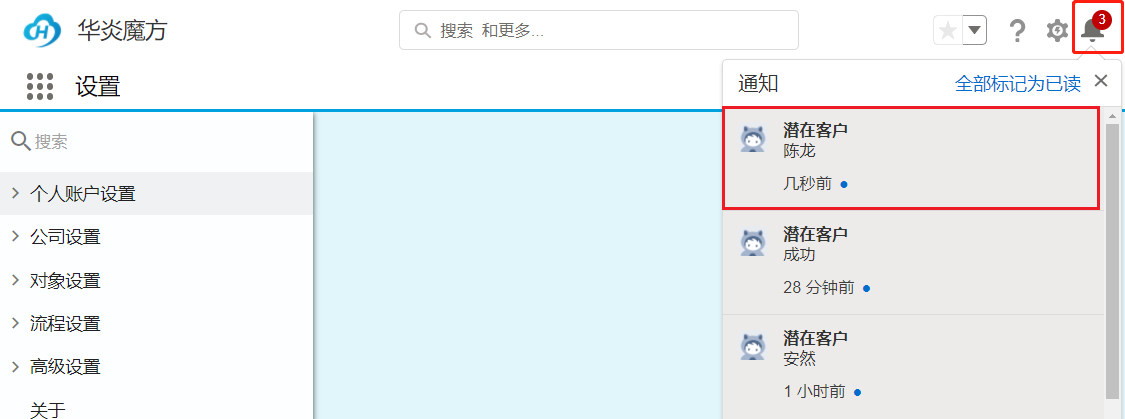 华炎魔方
搜索 和更多...
?
3
设置
通知
全部标记为已读
搜索
个人账户设置
公司设置
对象设置
流程设置
高级设置
关于
潜在客户
陈龙
几秒前
潜在客户
成功
28 分钟前
潜在客户
安然
1 小时前